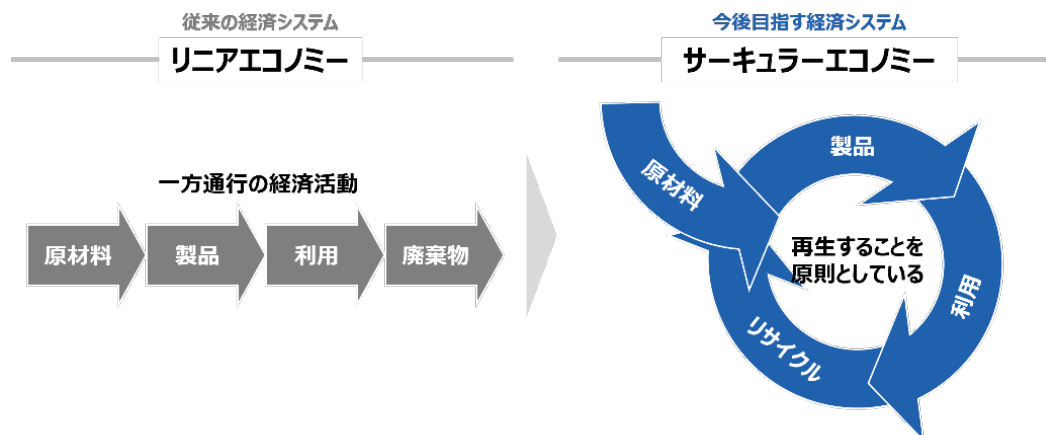 従来の経済システム
リニアエコノミー
一方通行の経済活動
原材料
製品
利用
廃棄物
今後目指す経済システム
サーキュラーエコノミー
原材料
製品
利用
リサイクル
再生することを
原則としている